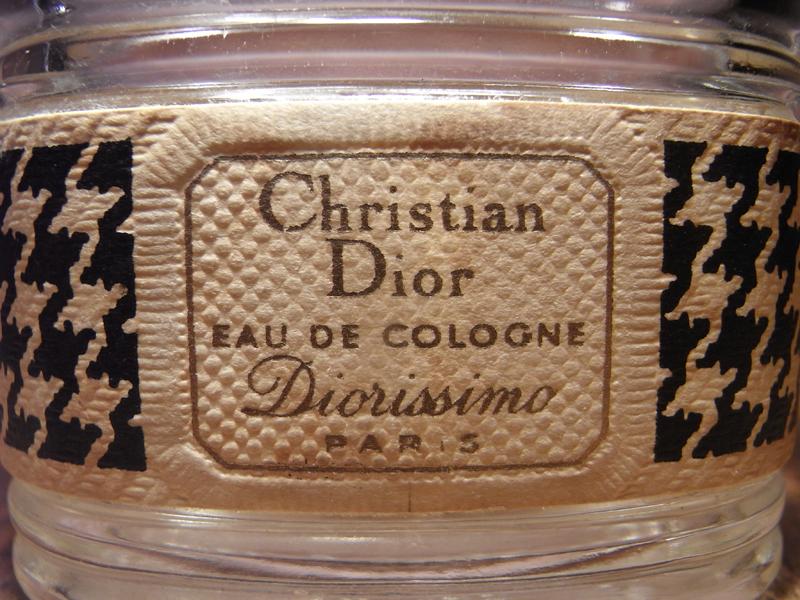 Christian
Dior
EAU DE COLOGNE
Diorissimo
PARIS